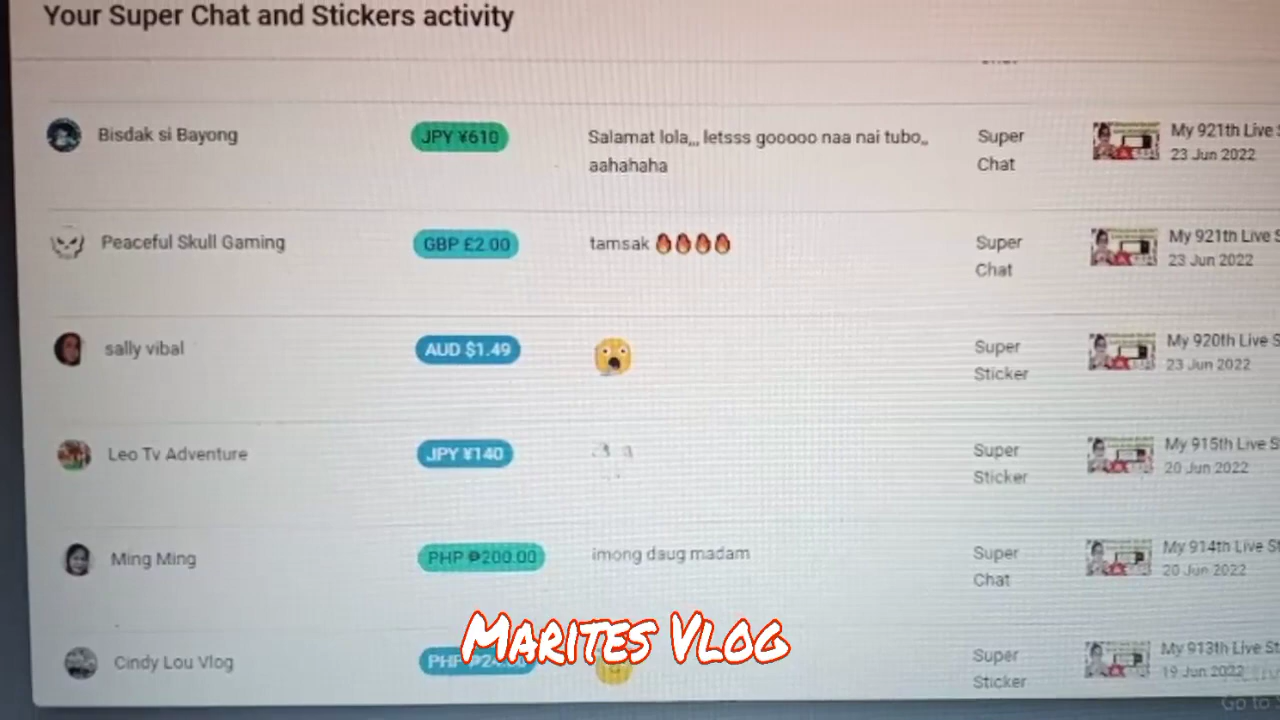 Your Super Chat and Stickers activity
Bisdak si Bayong
JPY ¥610
Salamat lola,,, letsss gooooo naa nai tubo,,
aahahaha
Super
Chat
My 921th Live S
23 Jun 2022
Peaceful Skull Gaming
GBP £2.00
tamsak 🔥🔥🔥🔥
Super
Chat
My 921th Live S
23 Jun 2022
sally vibal
AUD $1.49
Super
Sticker
My 920th Live S
23 Jun 2022
Leo Tv Adventure
JPY ¥140
Super
Sticker
My 915th Live S
20 Jun 2022
Ming Ming
PHP ₱200.00
imong daug madam
Super
Chat
My 914th Live St
20 Jun 2022
Cindy Lou Vlog
PHP
Super
Sticker
My 913th Live St
19 Jun 2022
Marites Vlog
Go to